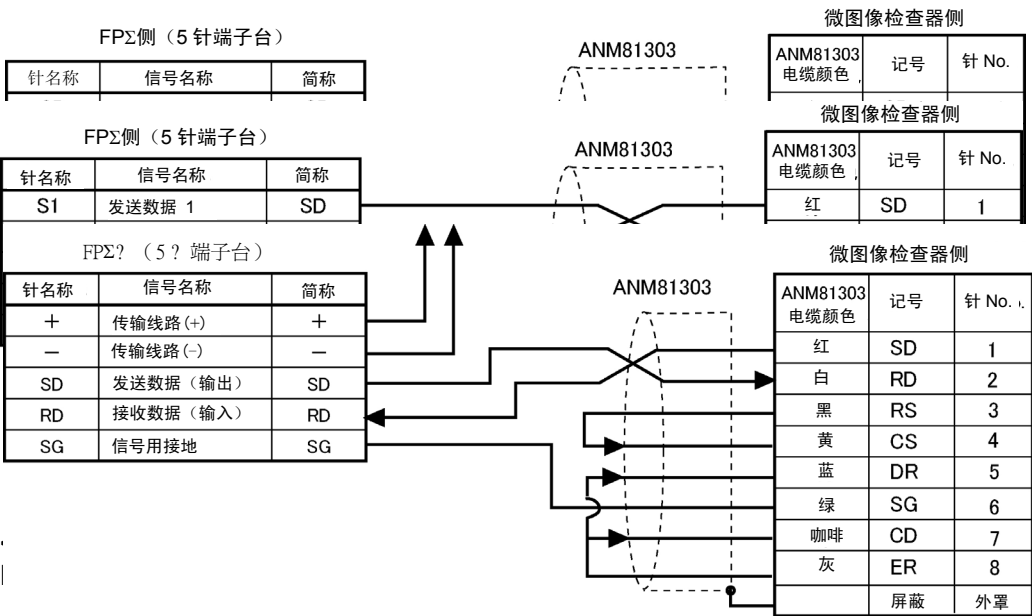 FPΣ侧（5 针端子台）
针名称 信号名称 简称
ANM81303
微图像检查器侧
ANM81303 电缆颜色 记号 针 No.
FPΣ侧（5 针端子台）
针名称 信号名称 简称
S1 发送数据 1 SD
ANM81303
微图像检查器侧
ANM81303 电缆颜色 记号 针 No.
红 SD 1
FPΣ? （5 ? 端子台）
针名称 信号名称 简称
＋ 传输线路(+) ＋
－ 传输线路(-) －
SD 发送数据（输出） SD
RD 接收数据（输入） RD
SG 信号用接地 SG
ANM81303
微图像检查器侧
ANM81303 电缆颜色 记号 针 No.
红 SD 1
白 RD 2
黑 RS 3
黄 CS 4
蓝 DR 5
绿 SG 6
咖啡 CD 7
灰 ER 8
屏蔽 外罩